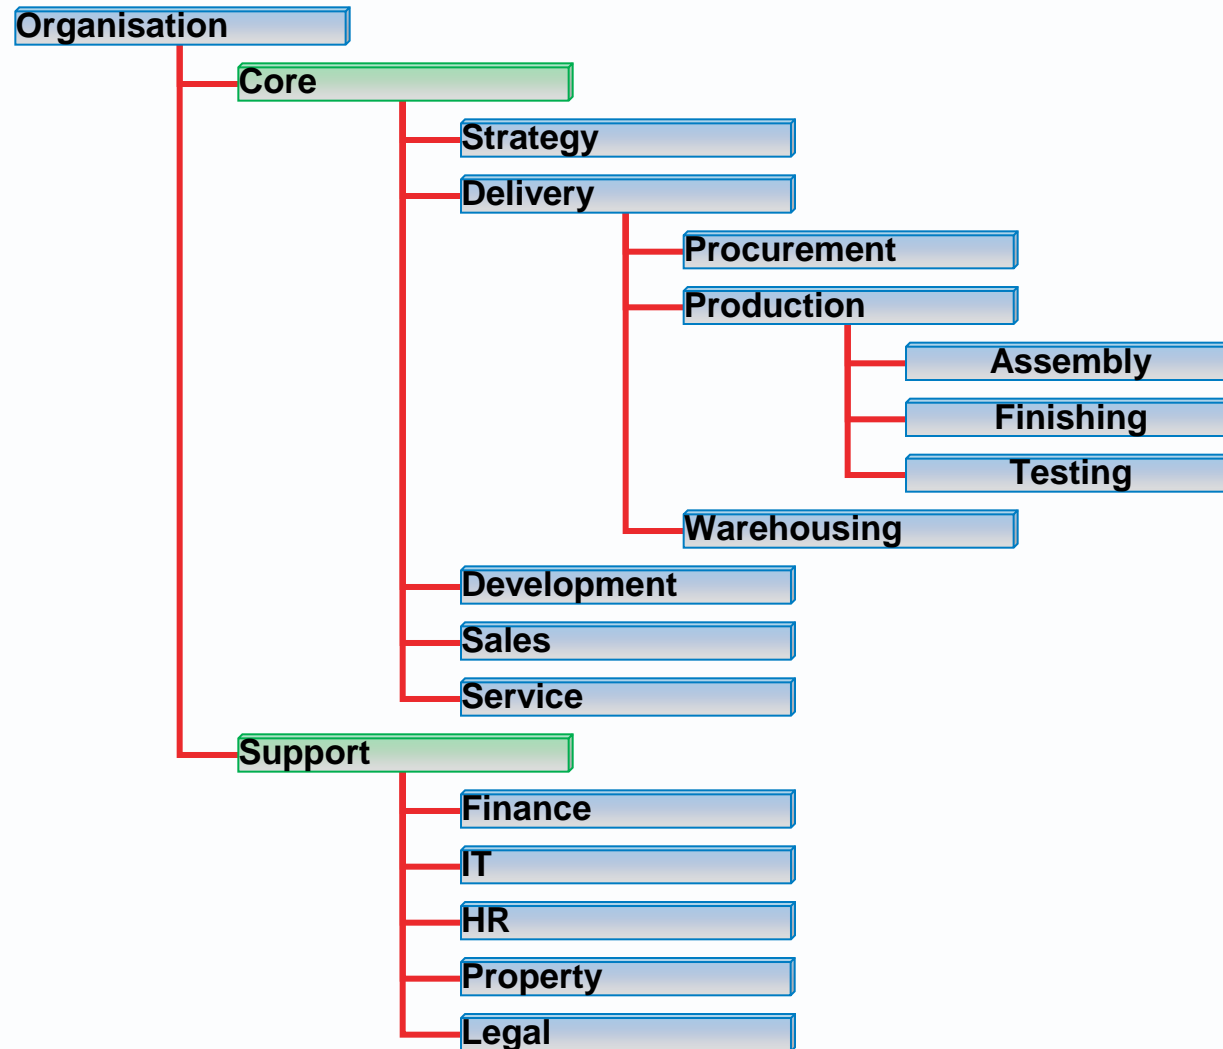 Organisation
Core
Strategy
Delivery
Procurement
Production
Assembly
Finishing
Testing
Warehousing
Development
Sales
Service
Support
Finance
IT
HR
Property
Legal